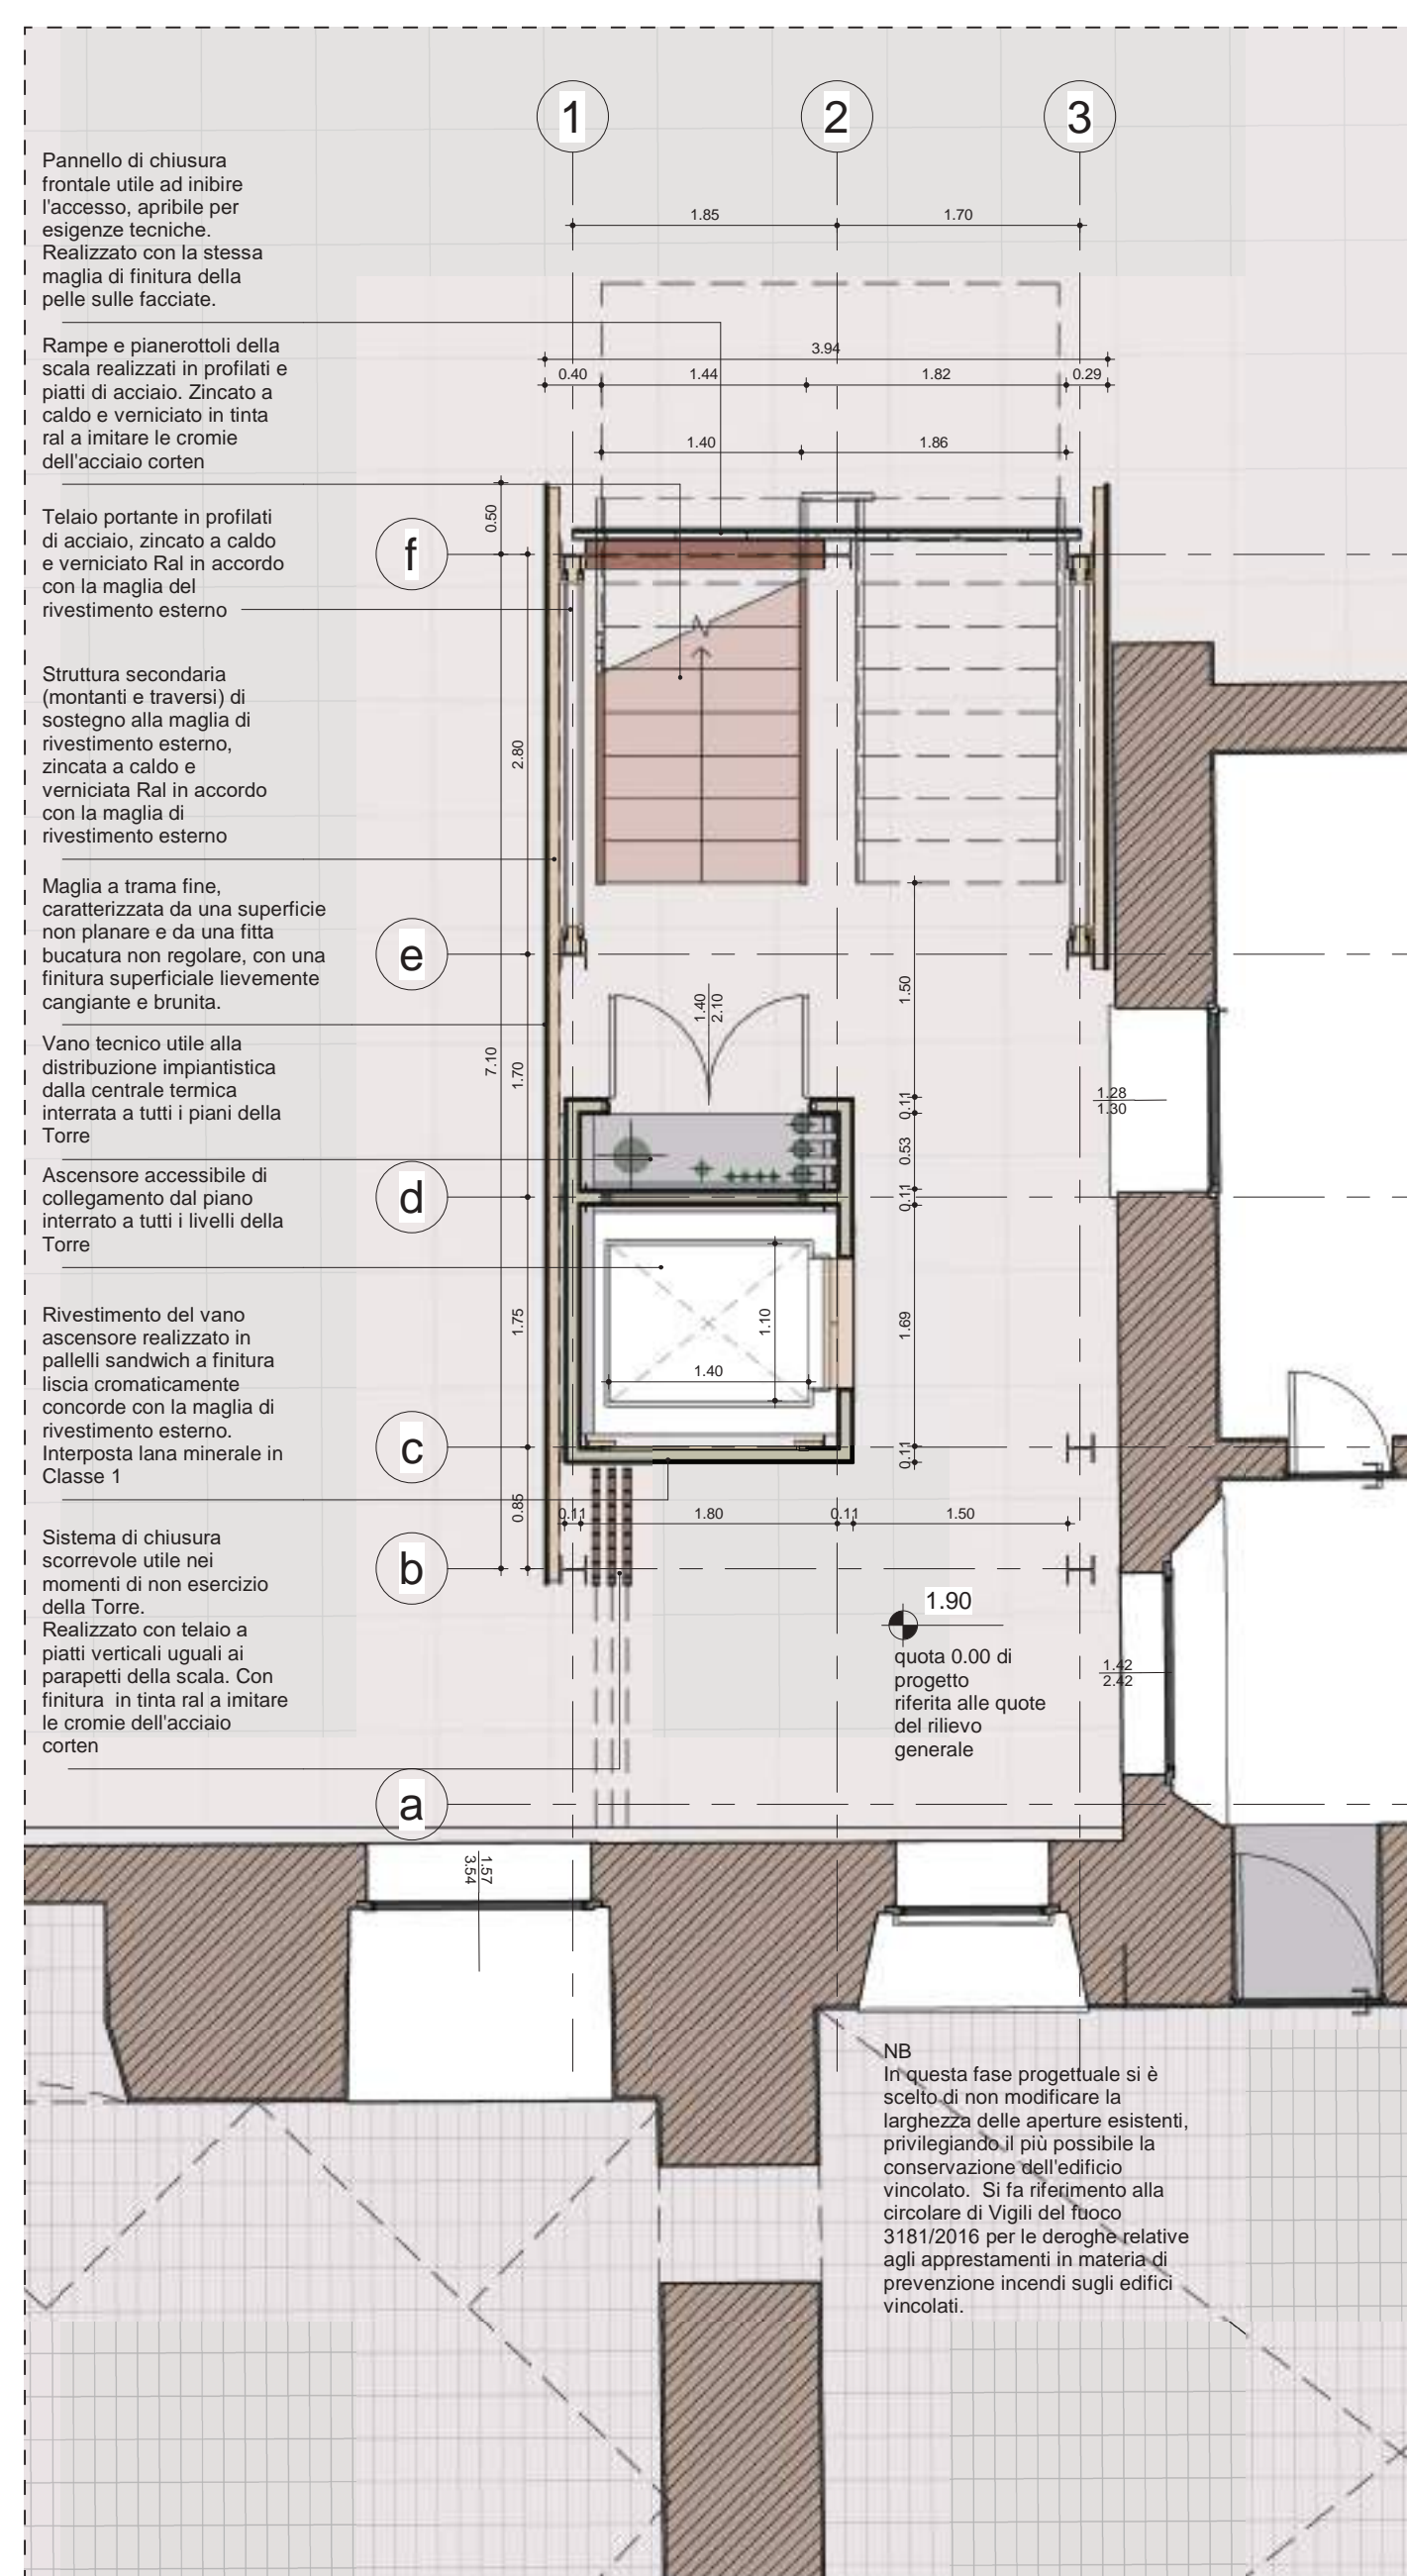 1
2
3
1.85
1.70
Pannello di chiusura
frontale utile ad inibire
l'accesso, apribile per
esigenze tecniche.
Realizzato con la stessa
maglia di finitura della
pelle sulle facciate.
Rampe e pianerottoli della
scala realizzati in profilati e
piatti di acciaio. Zincato a
caldo e verniciato in tinta
ral a imitare le cromie
dell'acciaio corten
3.94
0.40
1.44
1.82
0.29
1.40
1.86
Telaio portante in profilati
di acciaio, zincato a caldo
e verniciato Ral in accordo
con la maglia del
rivestimento esterno
0.50
f
Struttura secondaria
(montanti e traversi) di
sostegno alla maglia di
rivestimento esterno,
zincata a caldo e
verniciata Ral in accordo
con la maglia di
rivestimento esterno
2.80
Maglia a trama fine,
caratterizzata da una superficie
non planare e da una fitta
bucatura non regolare, con una
finitura superficiale lievemente
cangiante e brunita.
e
1.50
1.40
2.10
Vano tecnico utile alla
distribuzione impiantistica
dalla centrale termica
interrata a tutti i piani della
Torre
7.10
1.70
0.11
0.53
0.11
1.28
1.30
Ascensore accessibile di
collegamento dal piano
interrato a tutti i livelli della
Torre
d
Rivestimento del vano
ascensore realizzato in
pallelli sandwich a finitura
liscia cromaticamente
concorde con la maglia di
rivestimento esterno.
Interposta lana minerale in
Classe 1
1.75
1.10
1.40
1.69
c
0.11
0.85
0.11
1.80
0.11
1.50
Sistema di chiusura
scorrevole utile nei
momenti di non esercizio
della Torre.
Realizzato con telaio a
piatti verticali uguali ai
parapetti della scala. Con
finitura  in tinta ral a imitare
le cromie dell'acciaio
corten
b
1.90
quota 0.00 di
progetto
riferita alle quote
del rilievo
generale
1.42
2.42
a
1.57
3.54
NB
In questa fase progettuale si è
scelto di non modificare la
larghezza delle aperture esistenti,
privilegiando il più possibile la
conservazione dell'edificio
vincolato.  Si fa riferimento alla
circolare di Vigili del fuoco
3181/2016 per le deroghe relative
agli apprestamenti in materia di
prevenzione incendi sugli edifici
vincolati.